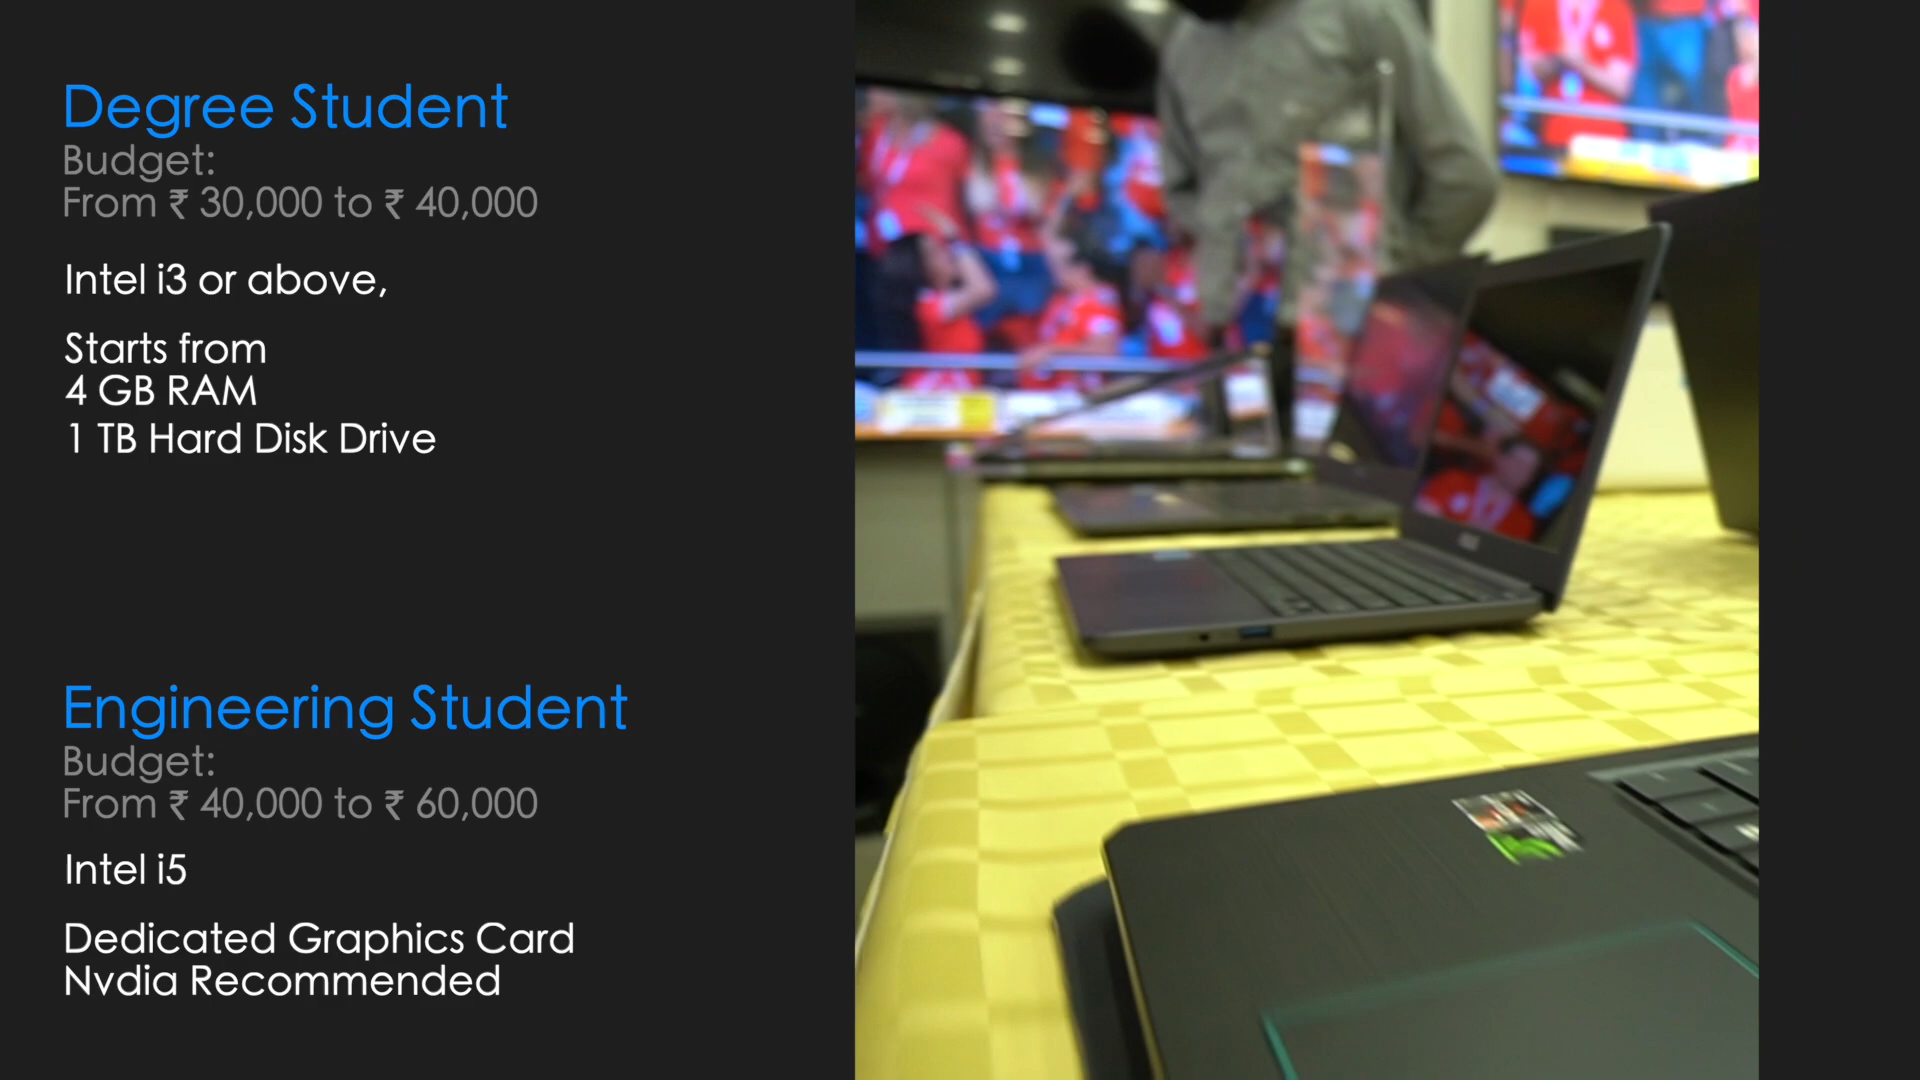 Degree Student
Budget:
From ₹ 30,000 to ₹ 40,000
Intel i3 or above,
Starts from
4 GB RAM
1 TB Hard Disk Drive
Engineering Student
Budget:
From ₹ 40,000 to ₹ 60,000
Intel i5
Dedicated Graphics Card
Nvdia Recommended